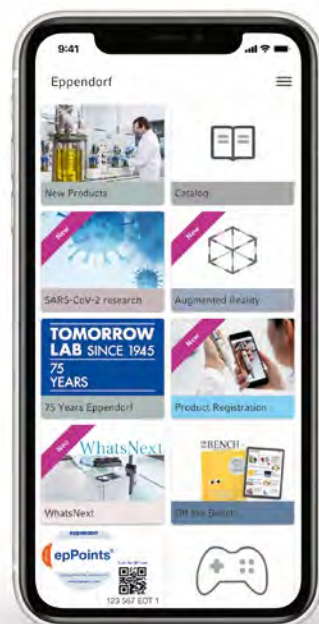 9:41
Eppendorf
New Products
Catalog
New
SARS-CoV-2 research
New
Augmented Reality
TOMORROW
LAB SINCE 1945
75
YEARS
75 Years Eppendorf
New
Product Registration
New
WhatsNext
WhatsNext
BENCH
Off the Bench
eppendorf
epPoints®
123 567 EOT 1